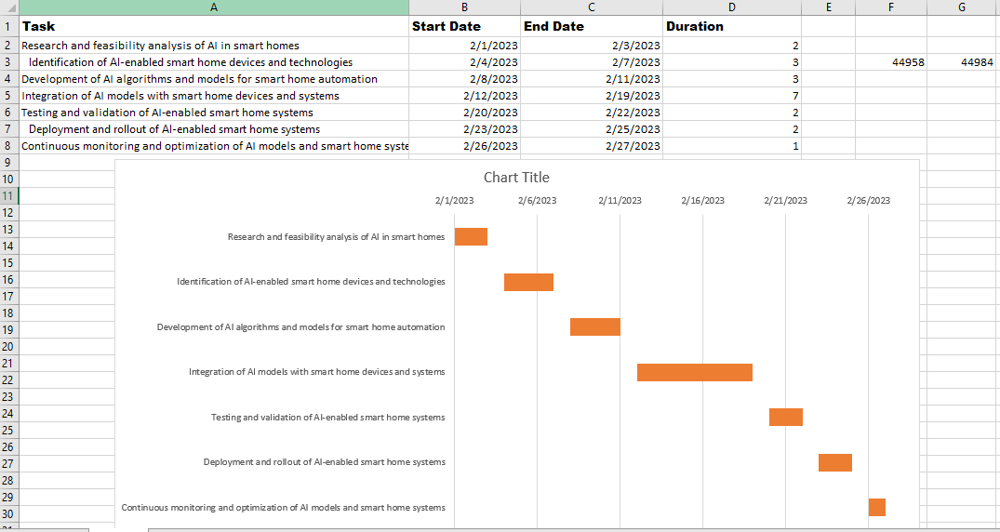 A B C D E F G
1 Task Start Date End Date Duration
2 Research and feasibility analysis of AI in smart homes 2/1/2023 2/3/2023 2
3 Identification of AI-enabled smart home devices and technologies 2/4/2023 2/7/2023 3 44958 44984
4 Development of AI algorithms and models for smart home automation 2/8/2023 2/11/2023 3
5 Integration of AI models with smart home devices and systems 2/12/2023 2/19/2023 7
6 Testing and validation of AI-enabled smart home systems 2/20/2023 2/22/2023 2
7 Deployment and rollout of AI-enabled smart home systems 2/23/2023 2/25/2023 2
8 Continuous monitoring and optimization of AI models and smart home syste 2/26/2023 2/27/2023 1
9
10
11
12
13
14
15
16
17
18
19
20
21
22
23
24
25
26
27
28
29
30
Chart Title
2/1/2023 2/6/2023 2/11/2023 2/16/2023 2/21/2023 2/26/2023
Research and feasibility analysis of AI in smart homes
Identification of AI-enabled smart home devices and technologies
Development of AI algorithms and models for smart home automation
Integration of AI models with smart home devices and systems
Testing and validation of AI-enabled smart home systems
Deployment and rollout of AI-enabled smart home systems
Continuous monitoring and optimization of AI models and smart home systems